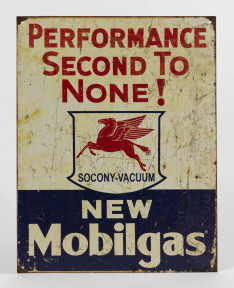 PERFORMANCE
SECOND TO
NONE!
SOCONY-VACUUM
NEW
Mobilgas